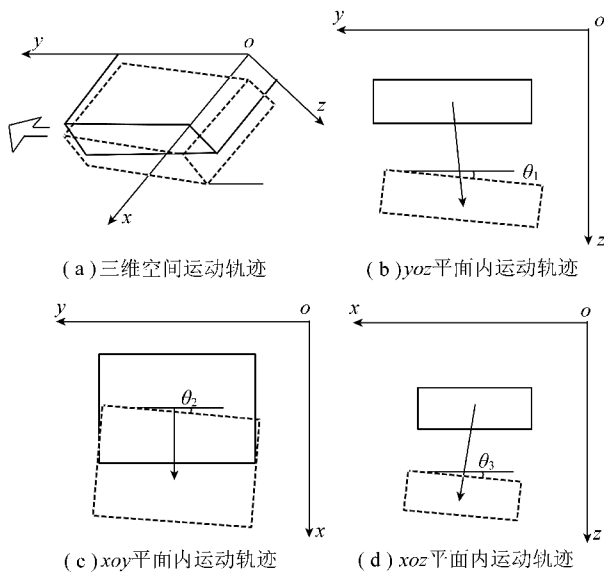 y
o
z
x
(a)三维空间运动轨迹
y
o
θ1
z
(b)yoz平面内运动轨迹
y
o
θ2
x
(c)xoy平面内运动轨迹
x
o
θ3
z
(d)xoz平面内运动轨迹